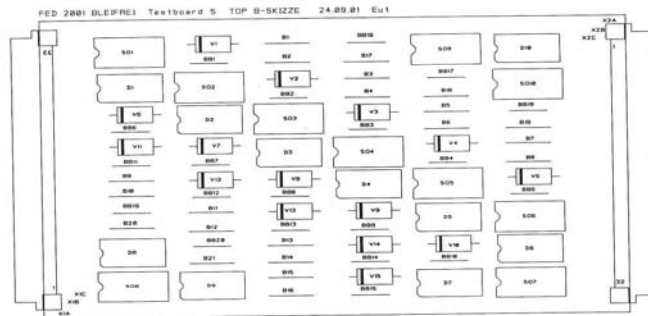 FED 2001 BLEIFREI Testboard 5 TOP B-SKIZZE 24.09.01 Eu1
X2A
X2B
X2C
SO1 V1 B1 BB16 SO9 D10
BB1 B2 B17 BB17
D1 SO2 V2 B3 B18 SO10
BB2 B4
V6 D2 SO3 V3 B5 BB18
BB6 BB3 B6 B19
V11 V7 D3 SO4 V4 B7
BB11 BB7 BB4 B8
B9 V12 V8 D4 SO5 V5
B10 BB12 BB8 BB5
BB19 B11 V13 V9 D5 SO6
B20 B12 BB13 BB9
D8 BB20 B13 V14 V10 D6
B21 B14 BB14 BB10
SO8 D9 B15 V15 D7 SO7
B16 BB15
X1C
X1B
X1A